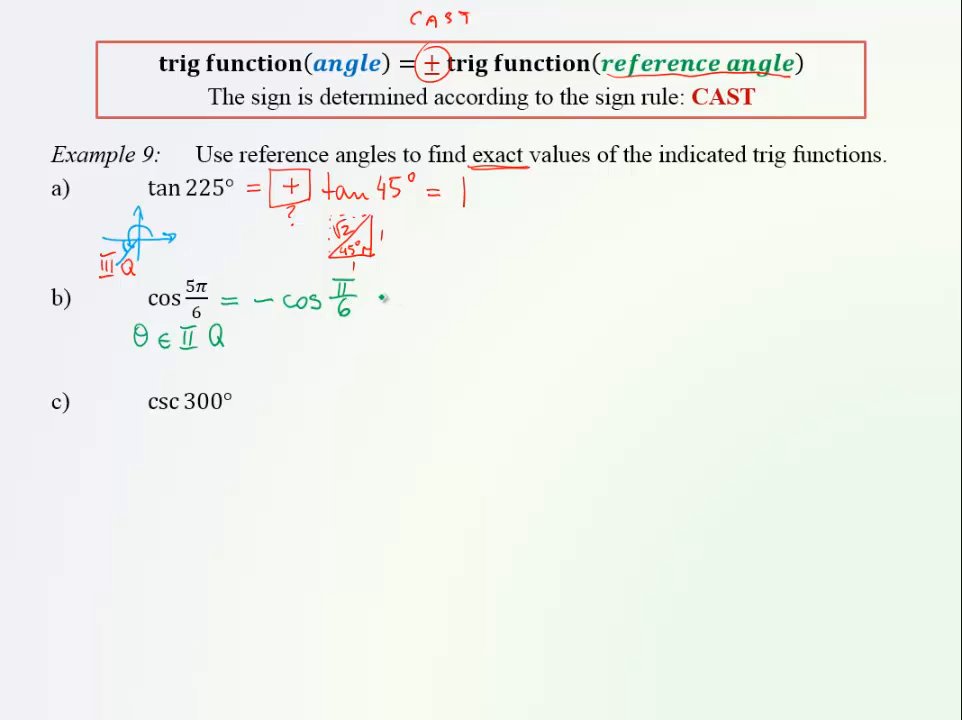 CAST
trig function(angle) = ± trig function(reference angle)
The sign is determined according to the sign rule: CAST
Example 9: Use reference angles to find exact values of the indicated trig functions.
a) tan 225° = + tan 45° = 1
?
√2 1
45°
III Q
1
b) cos 5π/6 = - cos π/6
θ ∈ II Q
c) csc 300°